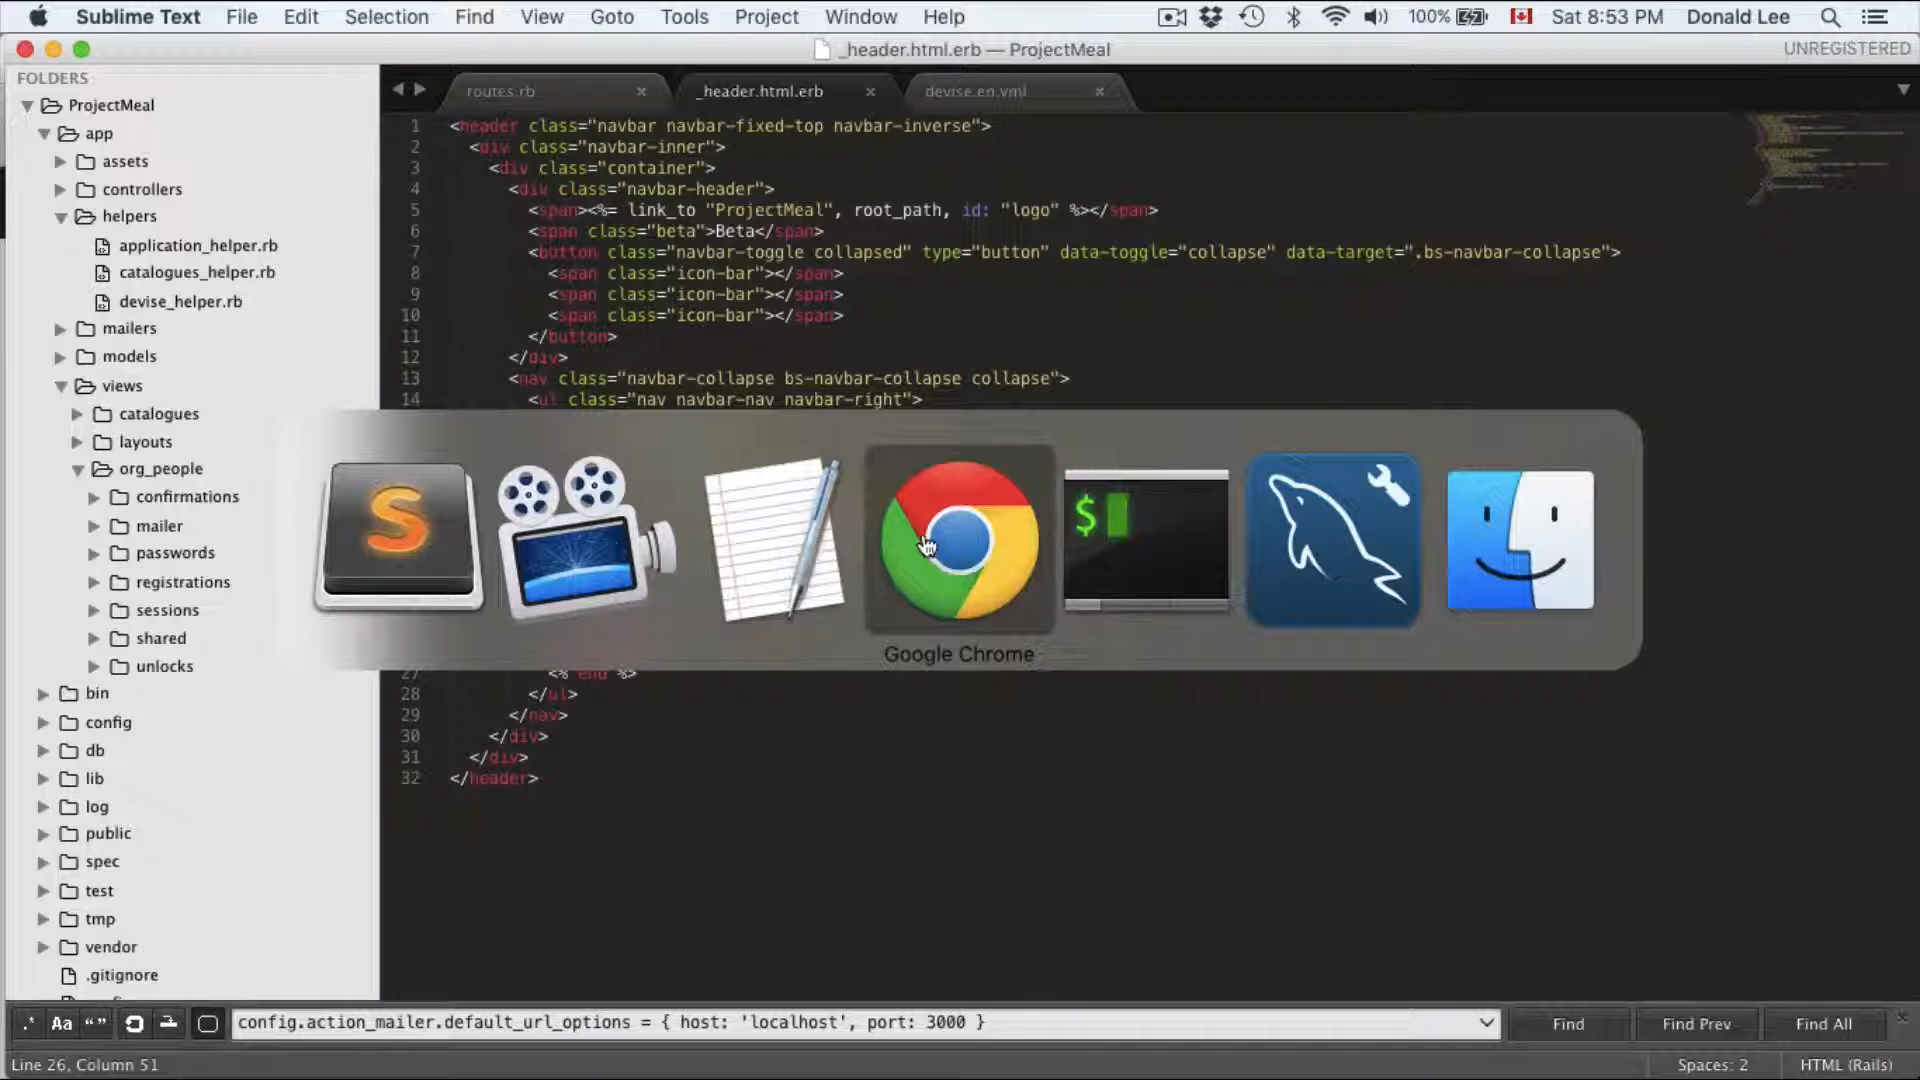 Sublime Text File Edit Selection Find View Goto Tools Project Window Help 100% Sat 8:53 PM Donald Lee
_header.html.erb — ProjectMeal UNREGISTERED
FOLDERS
ProjectMeal
app
assets
controllers
helpers
application_helper.rb
catalogues_helper.rb
devise_helper.rb
mailers
models
views
catalogues
layouts
org_people
confirmations
mailer
passwords
registrations
sessions
shared
unlocks
bin
config
db
lib
log
public
spec
test
tmp
vendor
.gitignore
routes.rb _header.html.erb devise.en.yml
1 <header class="navbar navbar-fixed-top navbar-inverse">
2 <div class="navbar-inner">
3 <div class="container">
4 <div class="navbar-header">
5 <span><%= link_to "ProjectMeal", root_path, id: "logo" %></span>
6 <span class="beta">Beta</span>
7 <button class="navbar-toggle collapsed" type="button" data-toggle="collapse" data-target=".bs-navbar-collapse">
8 <span class="icon-bar"></span>
9 <span class="icon-bar"></span>
10 <span class="icon-bar"></span>
11 </button>
12 </div>
13 <nav class="navbar-collapse bs-navbar-collapse collapse">
14 <ul class="nav navbar-nav navbar-right">
S
$
Google Chrome
27 <% end %>
28 </ul>
29 </nav>
30 </div>
31 </div>
32 </header>
.* Aa “” config.action_mailer.default_url_options = { host: 'localhost', port: 3000 } Find Find Prev Find All
Line 26, Column 51 Spaces: 2 HTML (Rails)